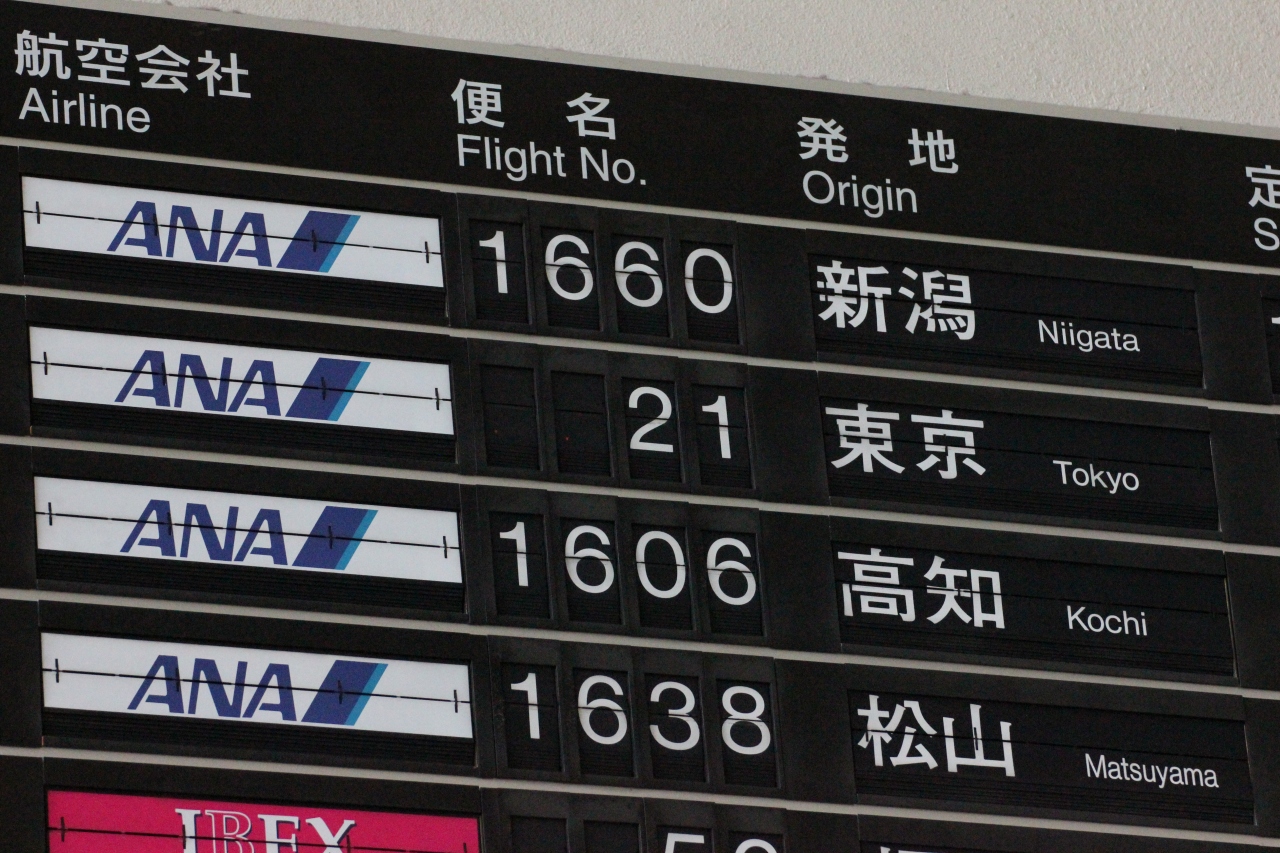 航空会社 便名 発地 定
Airline Flight No. Origin S
ANA 1660 新潟 Niigata
ANA 21 東京 Tokyo
ANA 1606 高知 Kochi
ANA 1638 松山 Matsuyama
IBEX